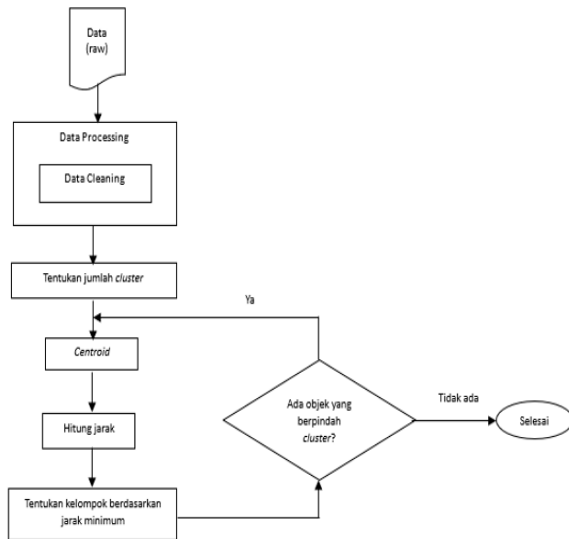 Data
(raw)
Data Processing
Data Cleaning
Tentukan jumlah cluster
Ya
Centroid
Ada objek yang
berpindah
cluster?
Tidak ada
Selesai
Hitung jarak
Tentukan kelompok berdasarkan
jarak minimum